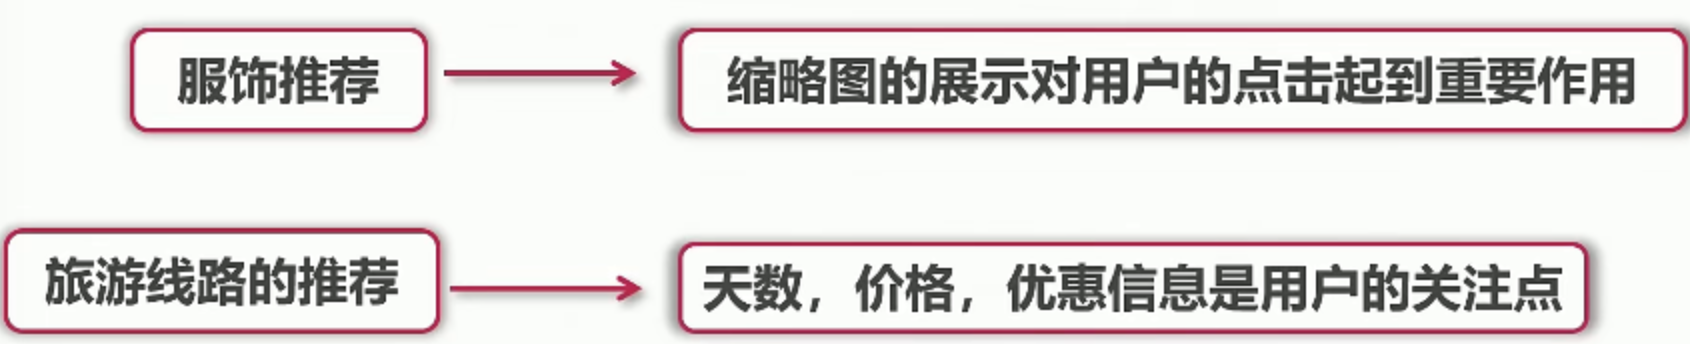 服饰推荐
缩略图的展示对用户的点击起到重要作用
旅游线路的推荐
天数，价格，优惠信息是用户的关注点